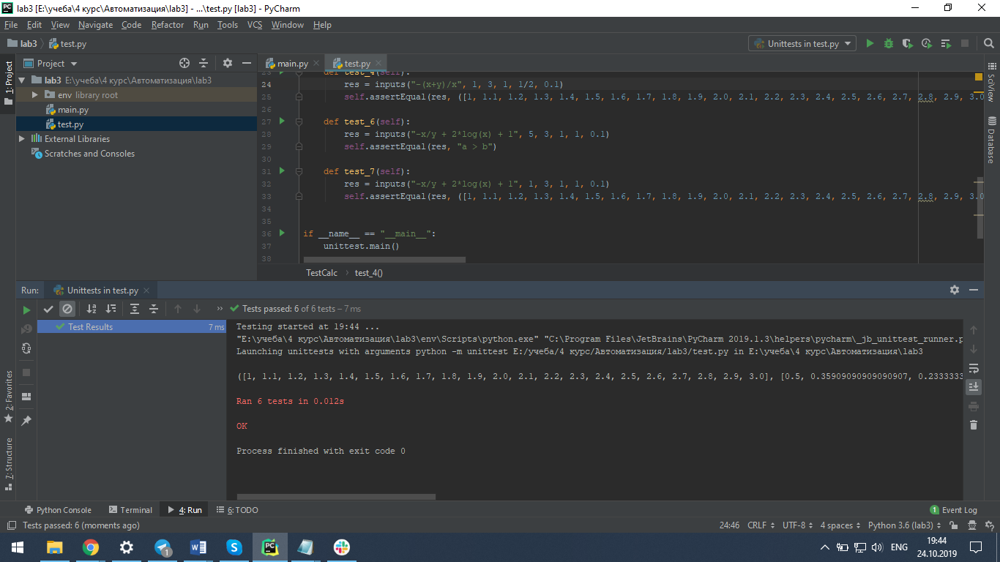 lab3 [E:\учеба\4 курс\Автоматизация\lab3] - ...\test.py [lab3] - PyCharm
File Edit View Navigate Code Refactor Run Tools VCS Window Help
lab3 test.py
Unittests in test.py
1: Project
Project
main.py
test.py
lab3 E:\учеба\4 курс\Автоматизация\lab3
env library root
main.py
test.py
External Libraries
Scratches and Consoles
23 def test_4(self):
24 res = inputs("-(x+y)/x", 1, 3, 1, 1/2, 0.1)
25 self.assertEqual(res, ([1, 1.1, 1.2, 1.3, 1.4, 1.5, 1.6, 1.7, 1.8, 1.9, 2.0, 2.1, 2.2, 2.3, 2.4, 2.5, 2.6, 2.7, 2.8, 2.9, 3.0
26
27 def test_6(self):
28 res = inputs("-x/y + 2*log(x) + 1", 5, 3, 1, 1, 0.1)
29 self.assertEqual(res, "a > b")
30
31 def test_7(self):
32 res = inputs("-x/y + 2*log(x) + 1", 1, 3, 1, 1, 0.1)
33 self.assertEqual(res, ([1, 1.1, 1.2, 1.3, 1.4, 1.5, 1.6, 1.7, 1.8, 1.9, 2.0, 2.1, 2.2, 2.3, 2.4, 2.5, 2.6, 2.7, 2.8, 2.9, 3.0
34
35
36 if __name__ == "__main__":
37 unittest.main()
38
TestCalc test_4()
SciView
Database
Run: Unittests in test.py
Tests passed: 6 of 6 tests – 7 ms
Test Results 7 ms
Testing started at 19:44 ...
"E:\учеба\4 курс\Автоматизация\lab3\env\Scripts\python.exe" "C:\Program Files\JetBrains\PyCharm 2019.1.3\helpers\pycharm\_jb_unittest_runner.p
Launching unittests with arguments python -m unittest E:/учеба/4 курс/Автоматизация/lab3/test.py in E:\учеба\4 курс\Автоматизация\lab3
([1, 1.1, 1.2, 1.3, 1.4, 1.5, 1.6, 1.7, 1.8, 1.9, 2.0, 2.1, 2.2, 2.3, 2.4, 2.5, 2.6, 2.7, 2.8, 2.9, 3.0], [0.5, 0.35909090909090907, 0.2333333
Ran 6 tests in 0.012s
OK
Process finished with exit code 0
2: Favorites
7: Structure
Python Console Terminal 4: Run 6: TODO
1 Event Log
Tests passed: 6 (moments ago)
24:46 CRLF UTF-8 4 spaces Python 3.6 (lab3)
1
ENG
19:44
24.10.2019